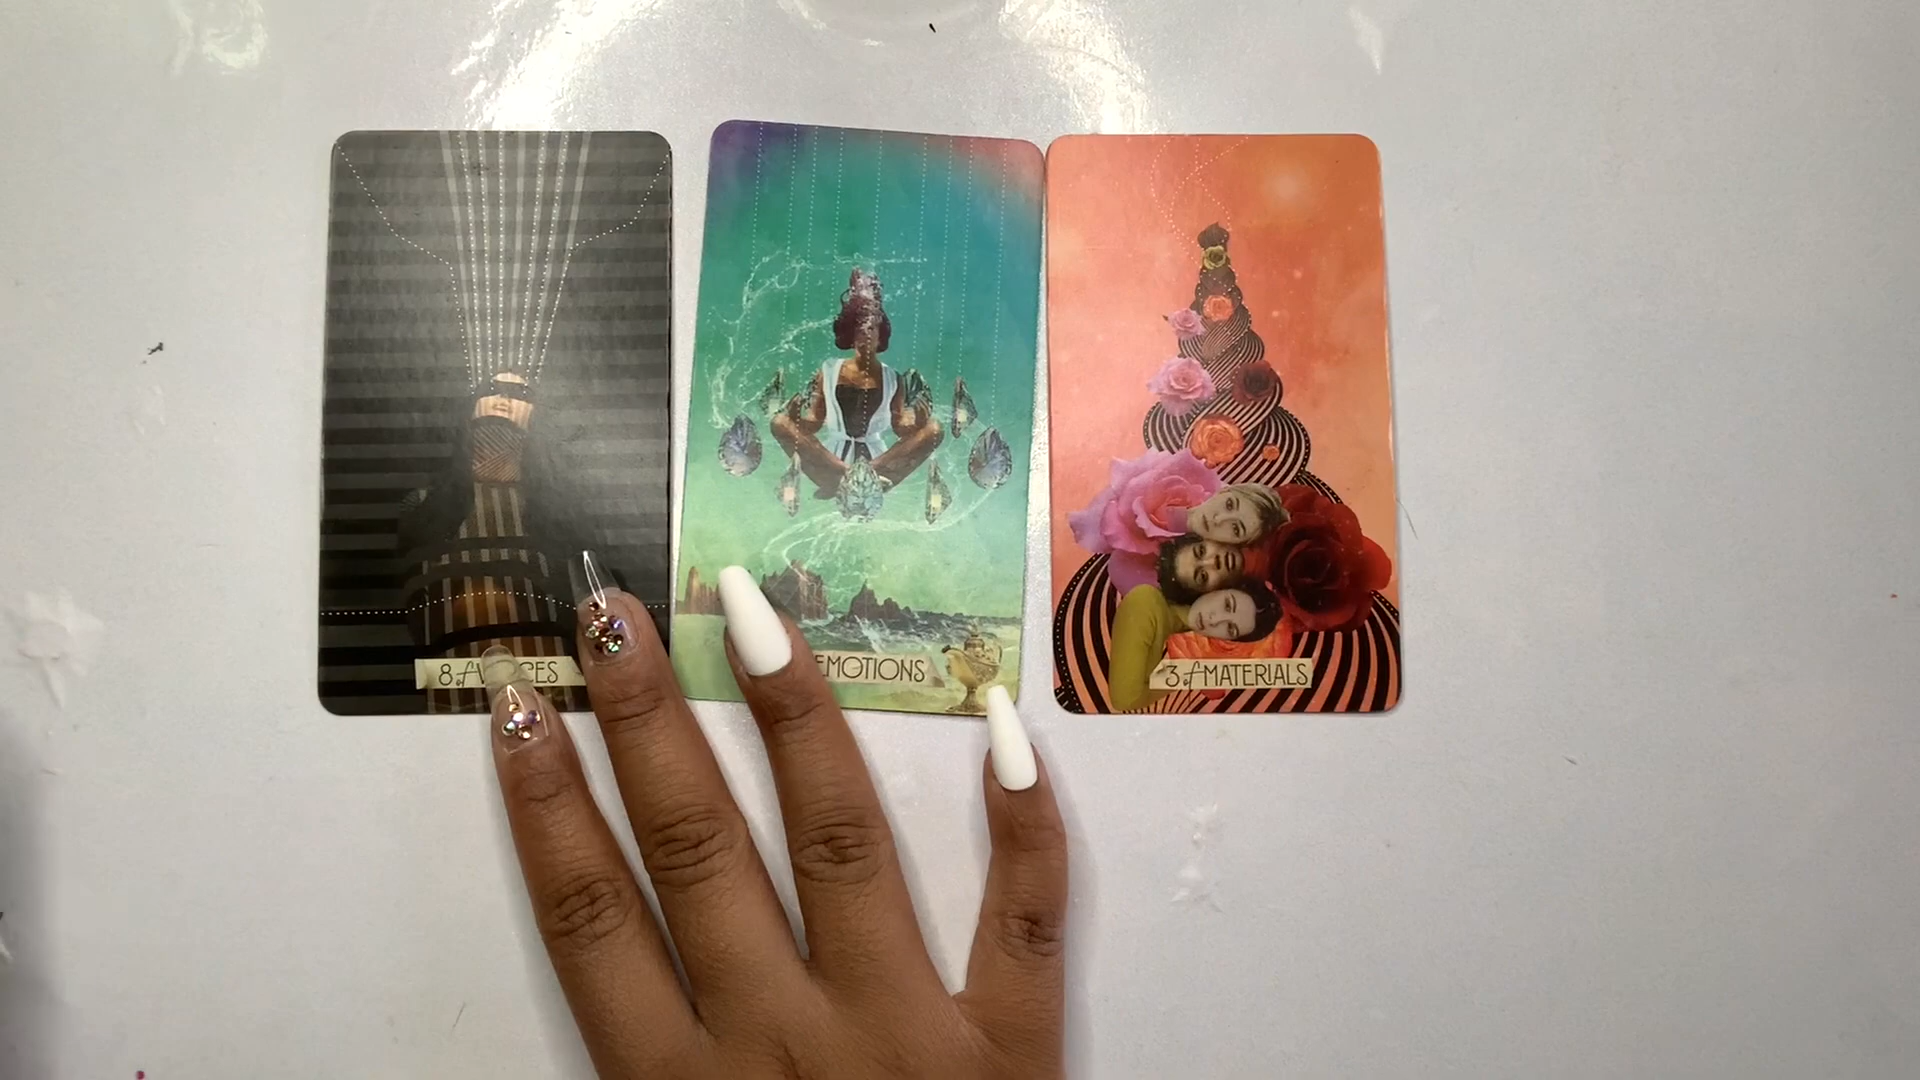 8 of
EMOTIONS
3 of MATERIALS